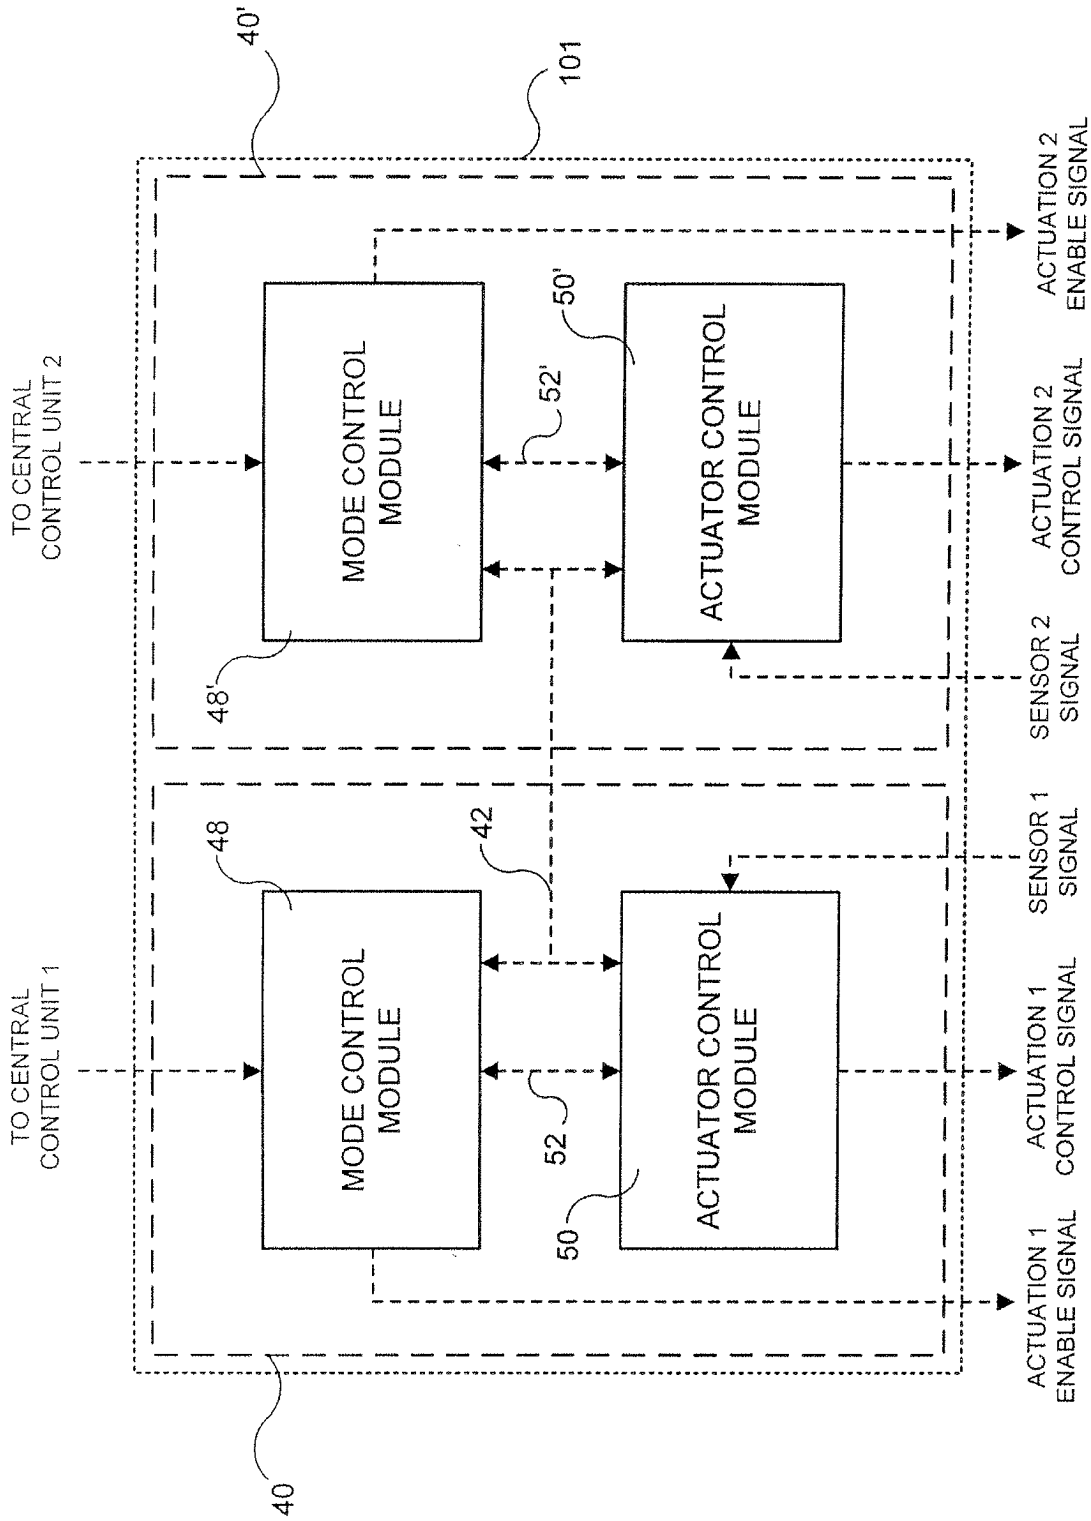 TO CENTRAL
CONTROL UNIT 1
TO CENTRAL
CONTROL UNIT 2
40'
101
48
MODE CONTROL
MODULE
48'
MODE CONTROL
MODULE
52
42
52'
50
ACTUATOR CONTROL
MODULE
50'
ACTUATOR CONTROL
MODULE
40
ACTUATION 1
ENABLE SIGNAL
ACTUATION 1
CONTROL SIGNAL
SENSOR 1
SIGNAL
SENSOR 2
SIGNAL
ACTUATION 2
CONTROL SIGNAL
ACTUATION 2
ENABLE SIGNAL